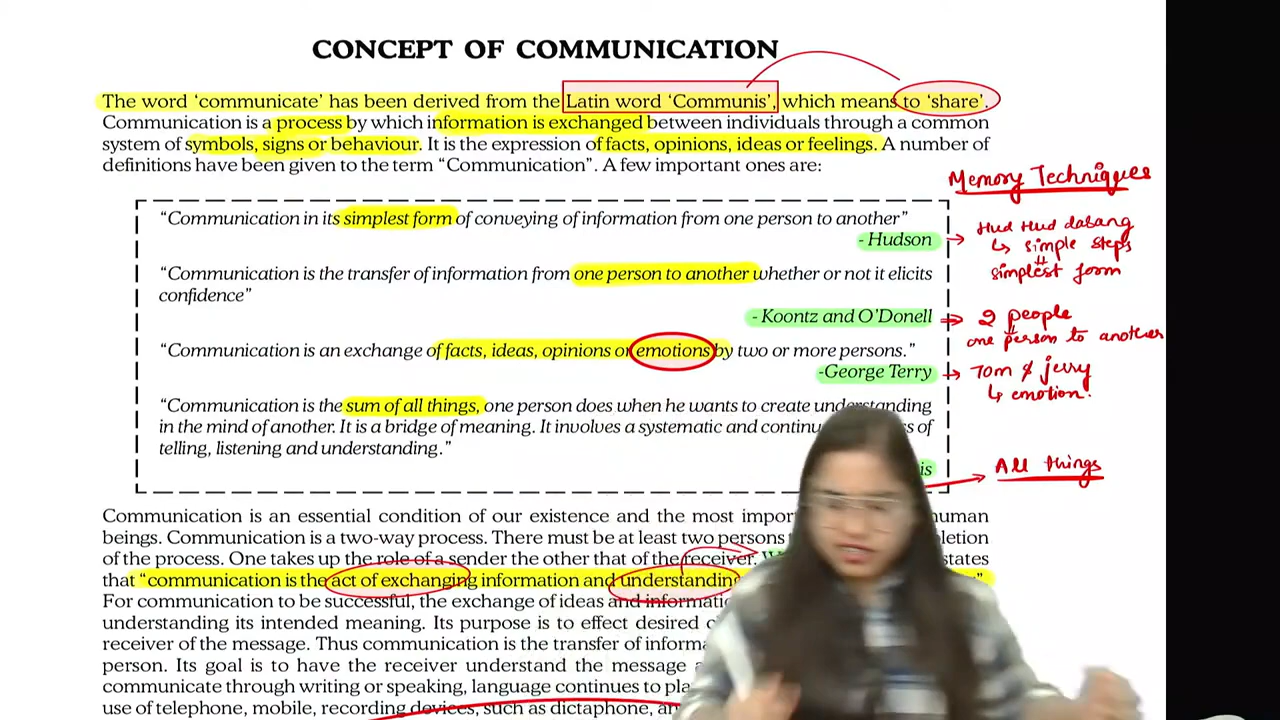 CONCEPT OF COMMUNICATION
The word ‘communicate’ has been derived from the Latin word ‘Communis’, which means to ‘share’.
Communication is a process by which information is exchanged between individuals through a common
system of symbols, signs or behaviour. It is the expression of facts, opinions, ideas or feelings. A number of
definitions have been given to the term “Communication”. A few important ones are:
Memory Techniques
“Communication in its simplest form of conveying of information from one person to another”
- Hudson
Hud Hud dabang
simple steps
simplest form
“Communication is the transfer of information from one person to another whether or not it elicits
confidence”
- Koontz and O’Donell
2 people
one person to another
“Communication is an exchange of facts, ideas, opinions or emotions by two or more persons.”
-George Terry
Tom & jerry
emotion.
“Communication is the sum of all things, one person does when he wants to create understanding
in the mind of another. It is a bridge of meaning. It involves a systematic and of
telling, listening and understanding.”
All things
Communication is an essential condition of our existence and the most human
beings. Communication is a two-way process. There must be at least two persons
of the process. One takes up the role of a sender the other that of the receiver. states
that “communication is the act of exchanging information and understanding
For communication to be successful, the exchange of ideas and
understanding its intended meaning. Its purpose is to effect desired
receiver of the message. Thus communication is the transfer of
person. Its goal is to have the receiver understand the message
communicate through writing or speaking, language continues to
use of telephone, mobile, recording devices, such as dictaphone,